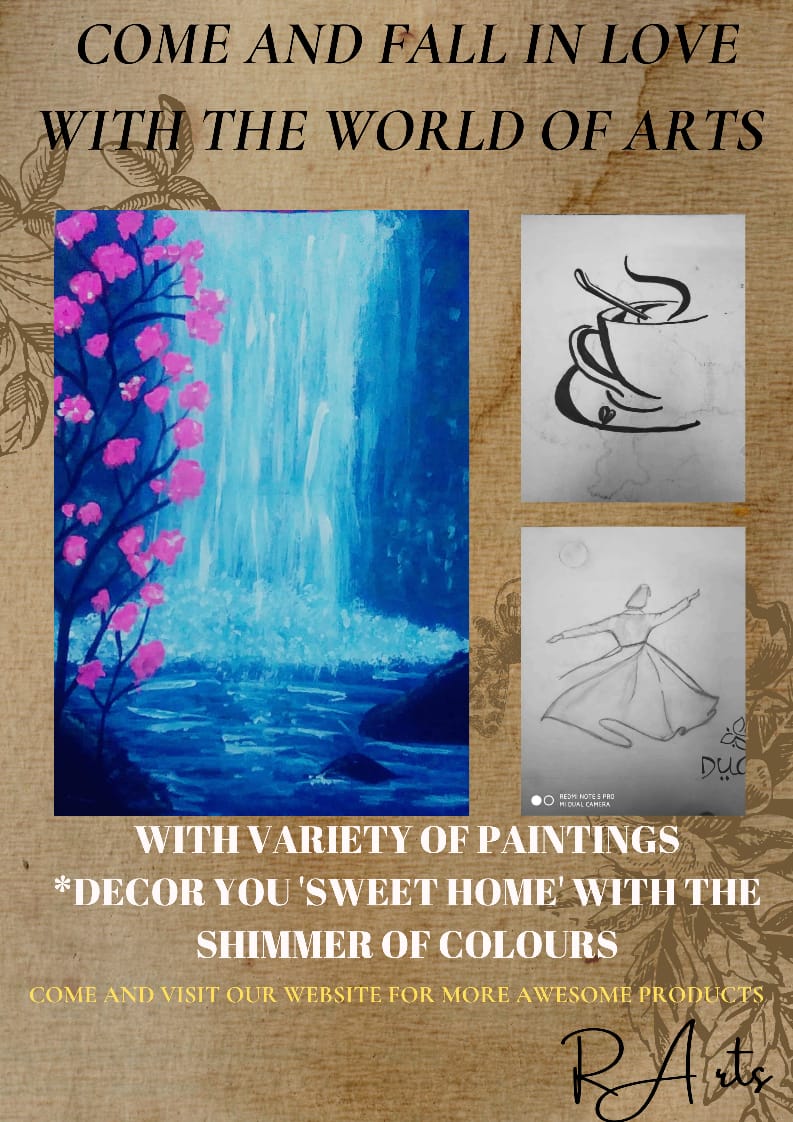 COME AND FALL IN LOVE
WITH THE WORLD OF ARTS
REDMI NOTE 5 PRO
MI DUAL CAMERA
WITH VARIETY OF PAINTINGS
*DECOR YOU 'SWEET HOME' WITH THE
SHIMMER OF COLOURS
COME AND VISIT OUR WEBSITE FOR MORE AWESOME PRODUCTS
R Arts